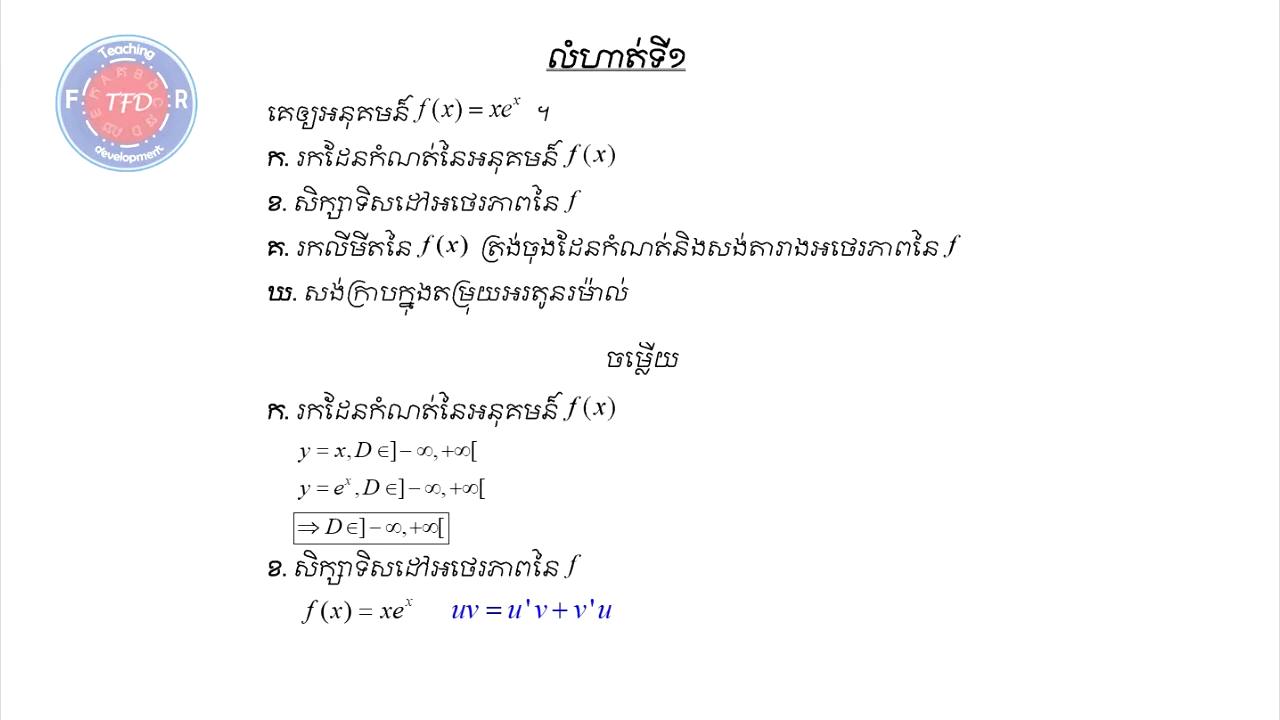 Teaching
F R
TFD
development
លំហាត់ទី១
គេឲ្យអនុគមន៍ f(x) = xeˣ ។
ក. រកដែនកំណត់នៃអនុគមន៍ f(x)
ខ. សិក្សាទិសដៅអថេរភាពនៃ f
គ. រកលីមីតនៃ f(x) ត្រង់ចុងដែនកំណត់និងសង់តារាងអថេរភាពនៃ f
ឃ. សង់ក្រាបក្នុងតម្រុយអរតូនរម៉ាល់
ចម្លើយ
ក. រកដែនកំណត់នៃអនុគមន៍ f(x)
y = x, D ∈]−∞,+∞[
y = eˣ, D ∈]−∞,+∞[
⇒ D ∈]−∞,+∞[
ខ. សិក្សាទិសដៅអថេរភាពនៃ f
f(x) = xeˣ uv = u'v + v'u